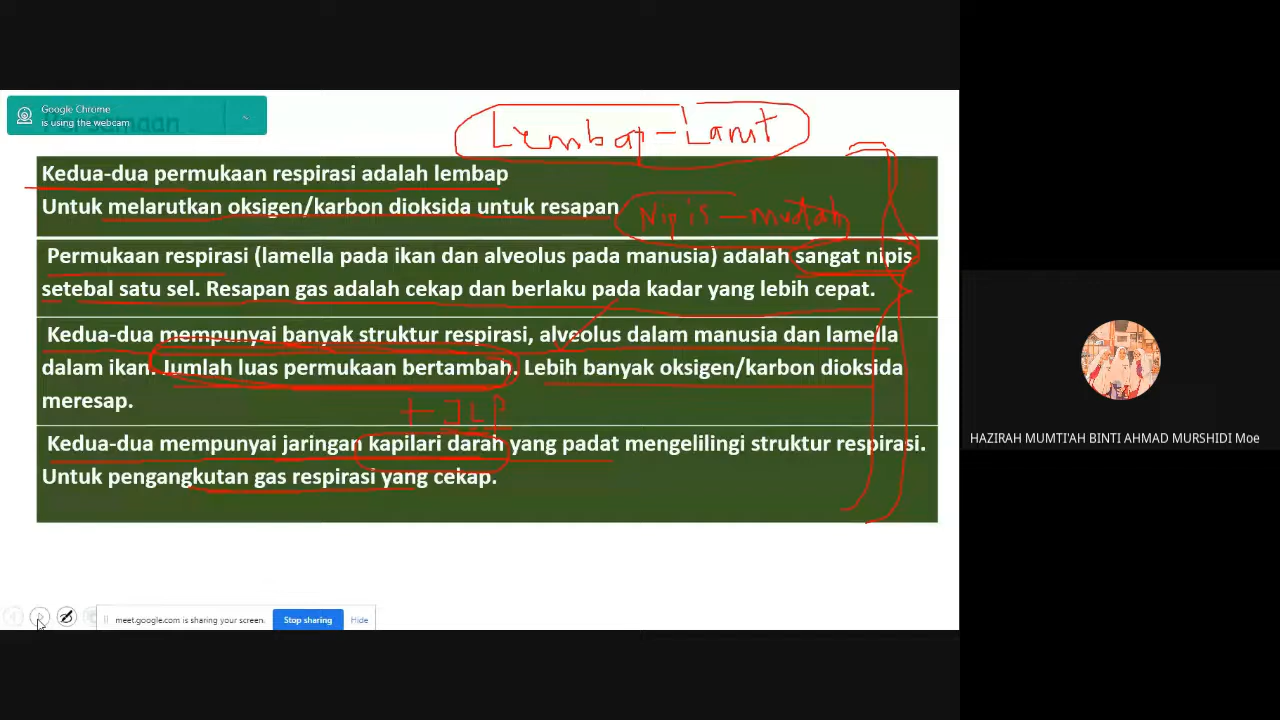 Google Chrome
is using the webcam
Persamaan
Lembap - Larut
Kedua-dua permukaan respirasi adalah lembap
Untuk melarutkan oksigen/karbon dioksida untuk resapan
Nipis - mudah
Permukaan respirasi (lamella pada ikan dan alveolus pada manusia) adalah sangat nipis
setebal satu sel. Resapan gas adalah cekap dan berlaku pada kadar yang lebih cepat.
Kedua-dua mempunyai banyak struktur respirasi, alveolus dalam manusia dan lamella
dalam ikan. Jumlah luas permukaan bertambah. Lebih banyak oksigen/karbon dioksida
meresap.
+ JLP
Kedua-dua mempunyai jaringan kapilari darah yang padat mengelilingi struktur respirasi.
Untuk pengangkutan gas respirasi yang cekap.
HAZIRAH MUMTI'AH BINTI AHMAD MURSHIDI Moe
meet.google.com is sharing your screen.
Stop sharing
Hide